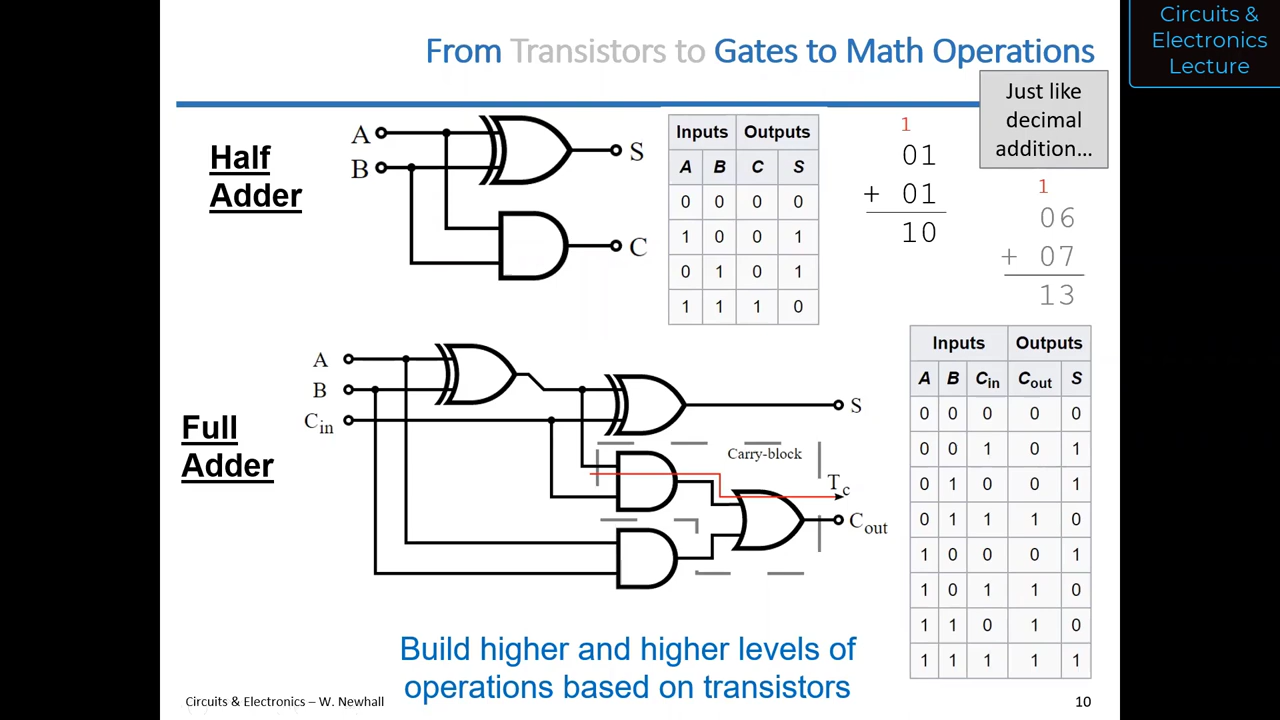 From Transistors to Gates to Math Operations
Circuits &
Electronics
Lecture
Just like
decimal
addition...
Half
Adder
A
B
S
C
Inputs Outputs
A B C S
0 0 0 0
1 0 0 1
0 1 0 1
1 1 1 0
1
01
+ 01
10
1
06
+ 07
13
Full
Adder
A
B
Cin
S
Carry-block
Tc
Cout
Inputs Outputs
A B Cin Cout S
0 0 0 0 0
0 0 1 0 1
0 1 0 0 1
0 1 1 1 0
1 0 0 0 1
1 0 1 1 0
1 1 0 1 0
1 1 1 1 1
Build higher and higher levels of
operations based on transistors
Circuits & Electronics – W. Newhall
10